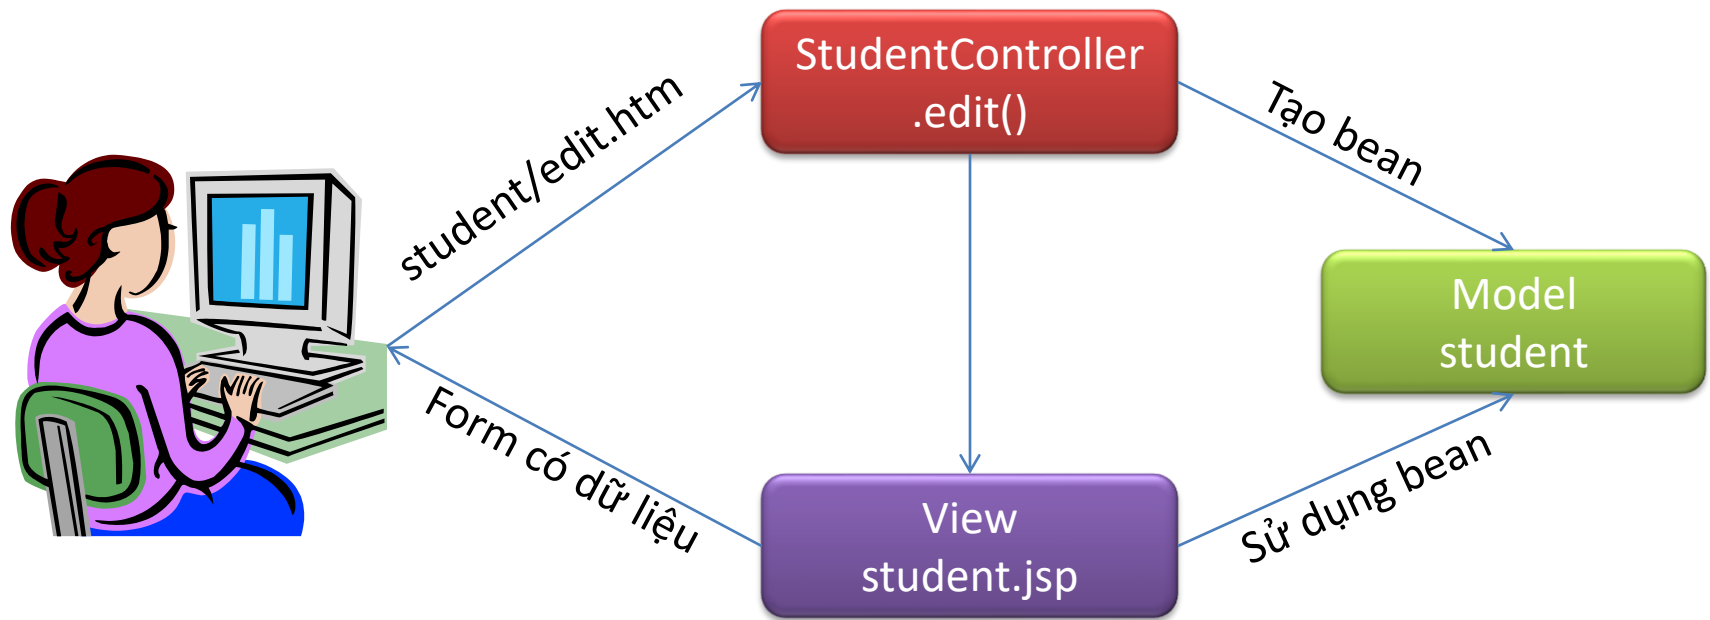 StudentController
.edit()
student/edit.htm
Tạo bean
Model
student
Form có dữ liệu
View
student.jsp
Sử dụng bean